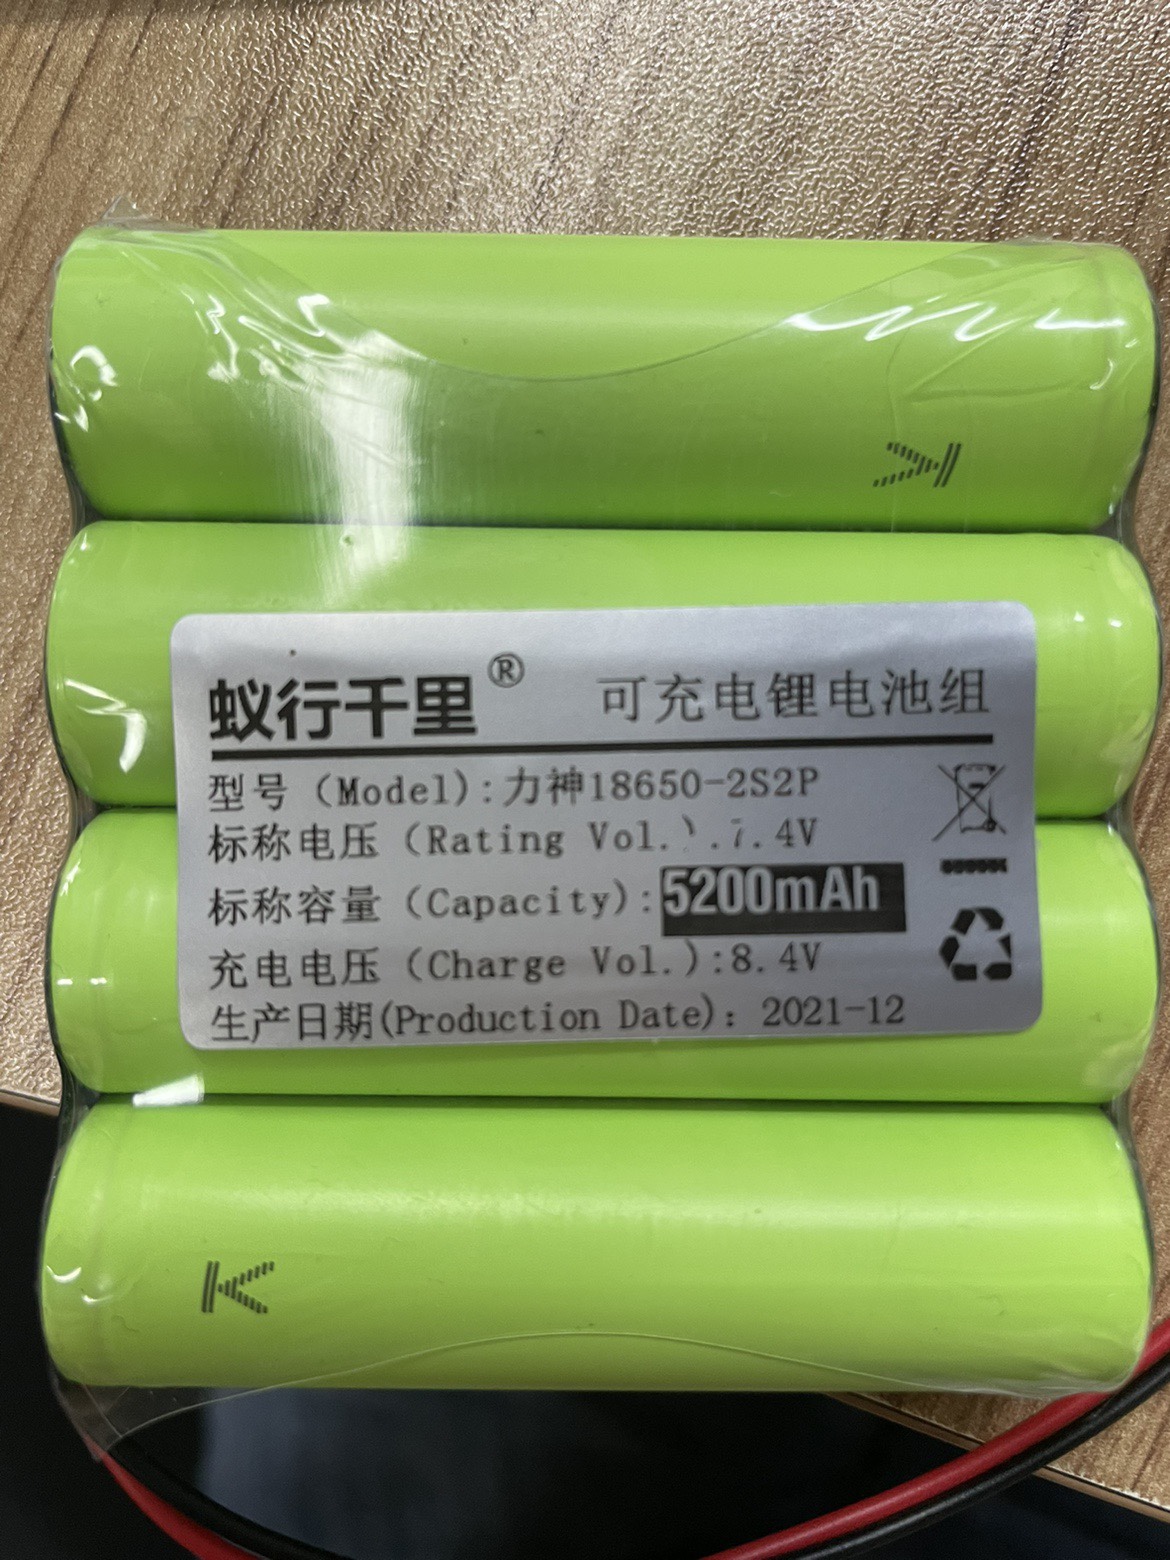 K
蚁行千里® 可充电锂电池组
型号（Model）:力神18650-2S2P
标称电压（Rating Vol.）.7.4V
标称容量（Capacity）:5200mAh
充电电压（Charge Vol.）:8.4V
生产日期(Production Date)：2021-12
K